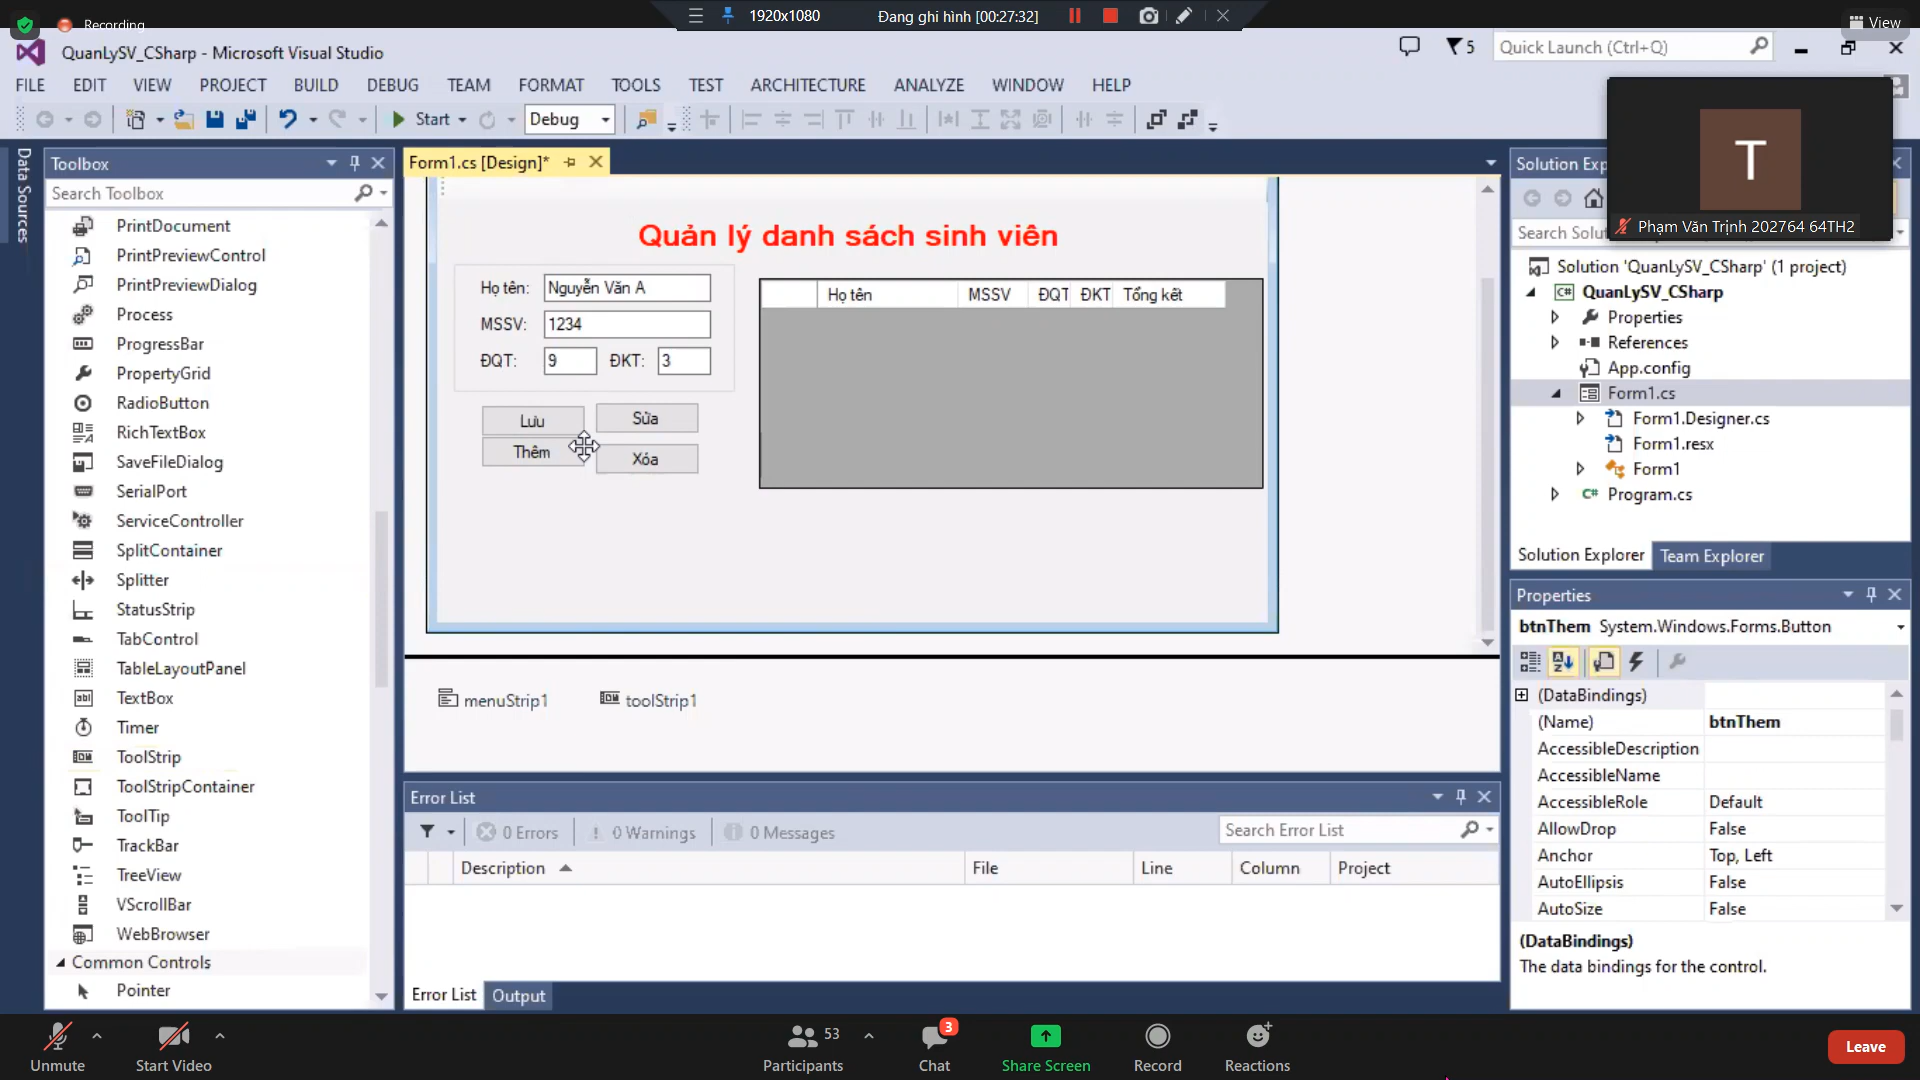 Recording
1920x1080
Đang ghi hình [00:27:32]
View
QuanLySV_CSharp - Microsoft Visual Studio
5
Quick Launch (Ctrl+Q)
FILE EDIT VIEW PROJECT BUILD DEBUG TEAM FORMAT TOOLS TEST ARCHITECTURE ANALYZE WINDOW HELP
Start
Debug
T
Phạm Văn Trịnh 202764 64TH2
Data Sources
Toolbox
Search Toolbox
PrintDocument
PrintPreviewControl
PrintPreviewDialog
Process
ProgressBar
PropertyGrid
RadioButton
RichTextBox
SaveFileDialog
SerialPort
ServiceController
SplitContainer
Splitter
StatusStrip
TabControl
TableLayoutPanel
TextBox
Timer
ToolStrip
ToolStripContainer
ToolTip
TrackBar
TreeView
VScrollBar
WebBrowser
Common Controls
Pointer
Form1.cs [Design]*
Quản lý danh sách sinh viên
Họ tên: Nguyễn Văn A
MSSV: 1234
ĐQT: 9 ĐKT: 3
Lưu Sửa
Thêm Xóa
Họ tên MSSV ĐQT ĐKT Tổng kết
menuStrip1 toolStrip1
Error List
0 Errors 0 Warnings 0 Messages
Search Error List
Description File Line Column Project
Error List Output
Solution Exp
Search Solu
Solution 'QuanLySV_CSharp' (1 project)
C# QuanLySV_CSharp
Properties
References
App.config
Form1.cs
Form1.Designer.cs
Form1.resx
Form1
C# Program.cs
Solution Explorer Team Explorer
Properties
btnThem System.Windows.Forms.Button
(DataBindings)
(Name) btnThem
AccessibleDescription
AccessibleName
AccessibleRole Default
AllowDrop False
Anchor Top, Left
AutoEllipsis False
AutoSize False
(DataBindings)
The data bindings for the control.
Unmute
Start Video
53
Participants
3
Chat
Share Screen
Record
Reactions
Leave